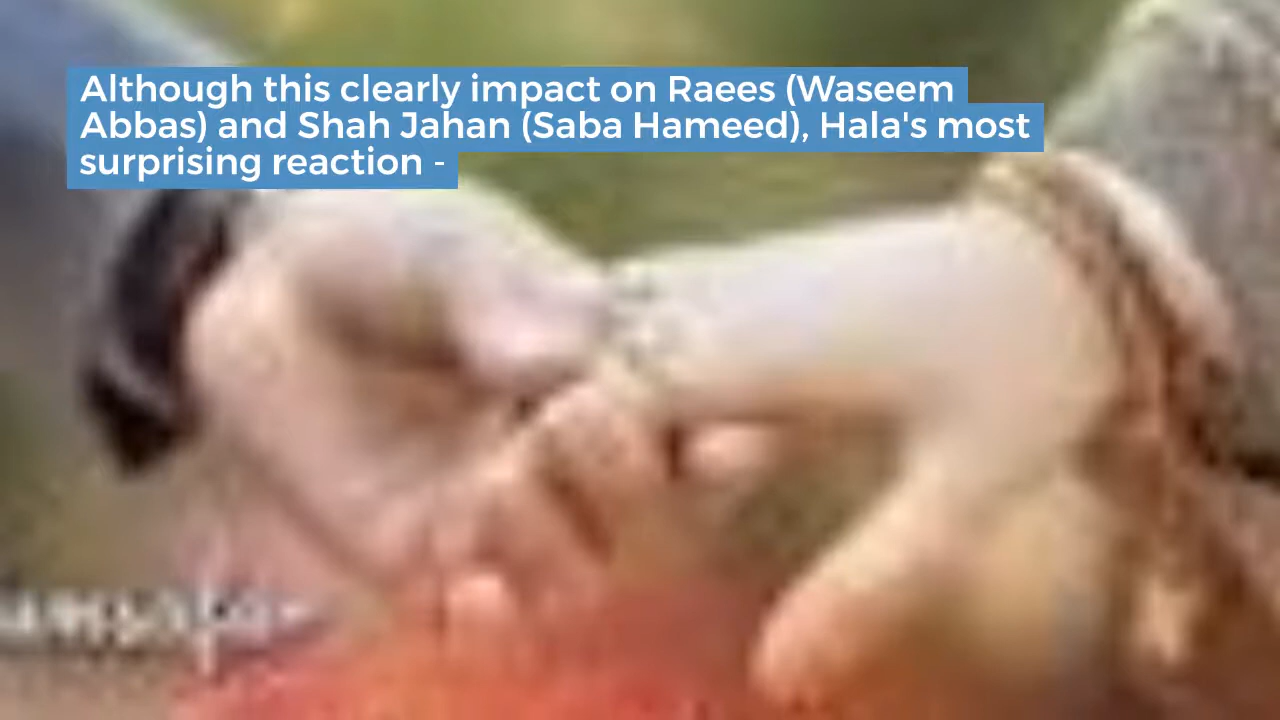 Although this clearly impact on Raees (Waseem
Abbas) and Shah Jahan (Saba Hameed), Hala's most
surprising reaction -